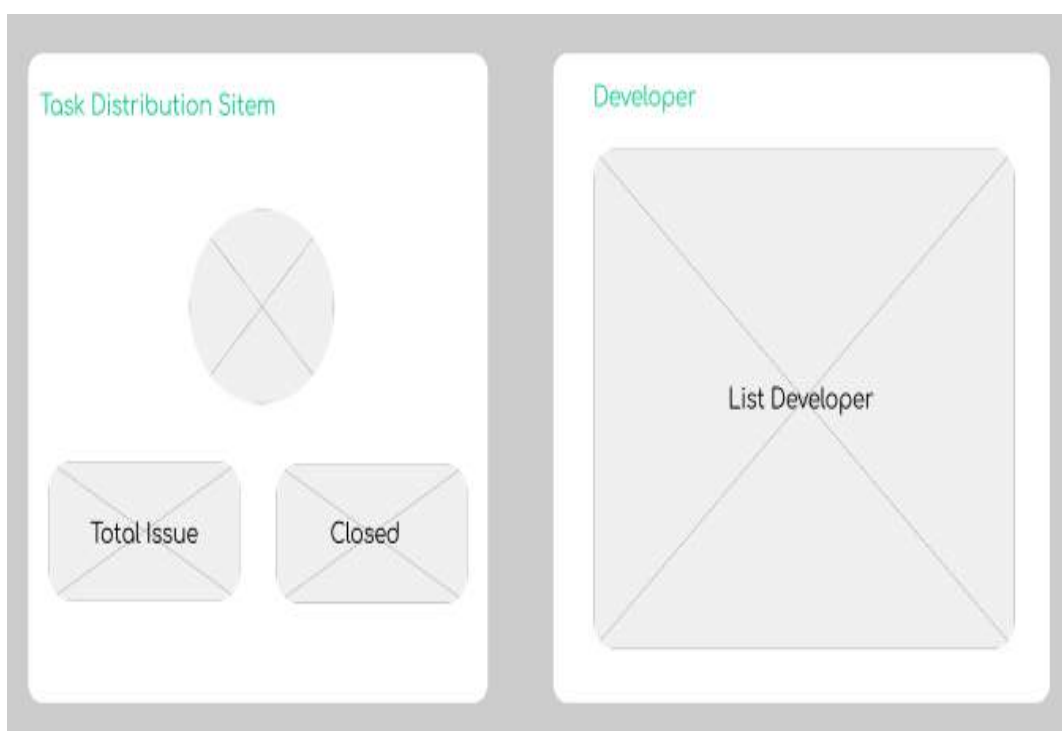 Task Distribution Sitem
Total Issue
Closed
Developer
List Developer